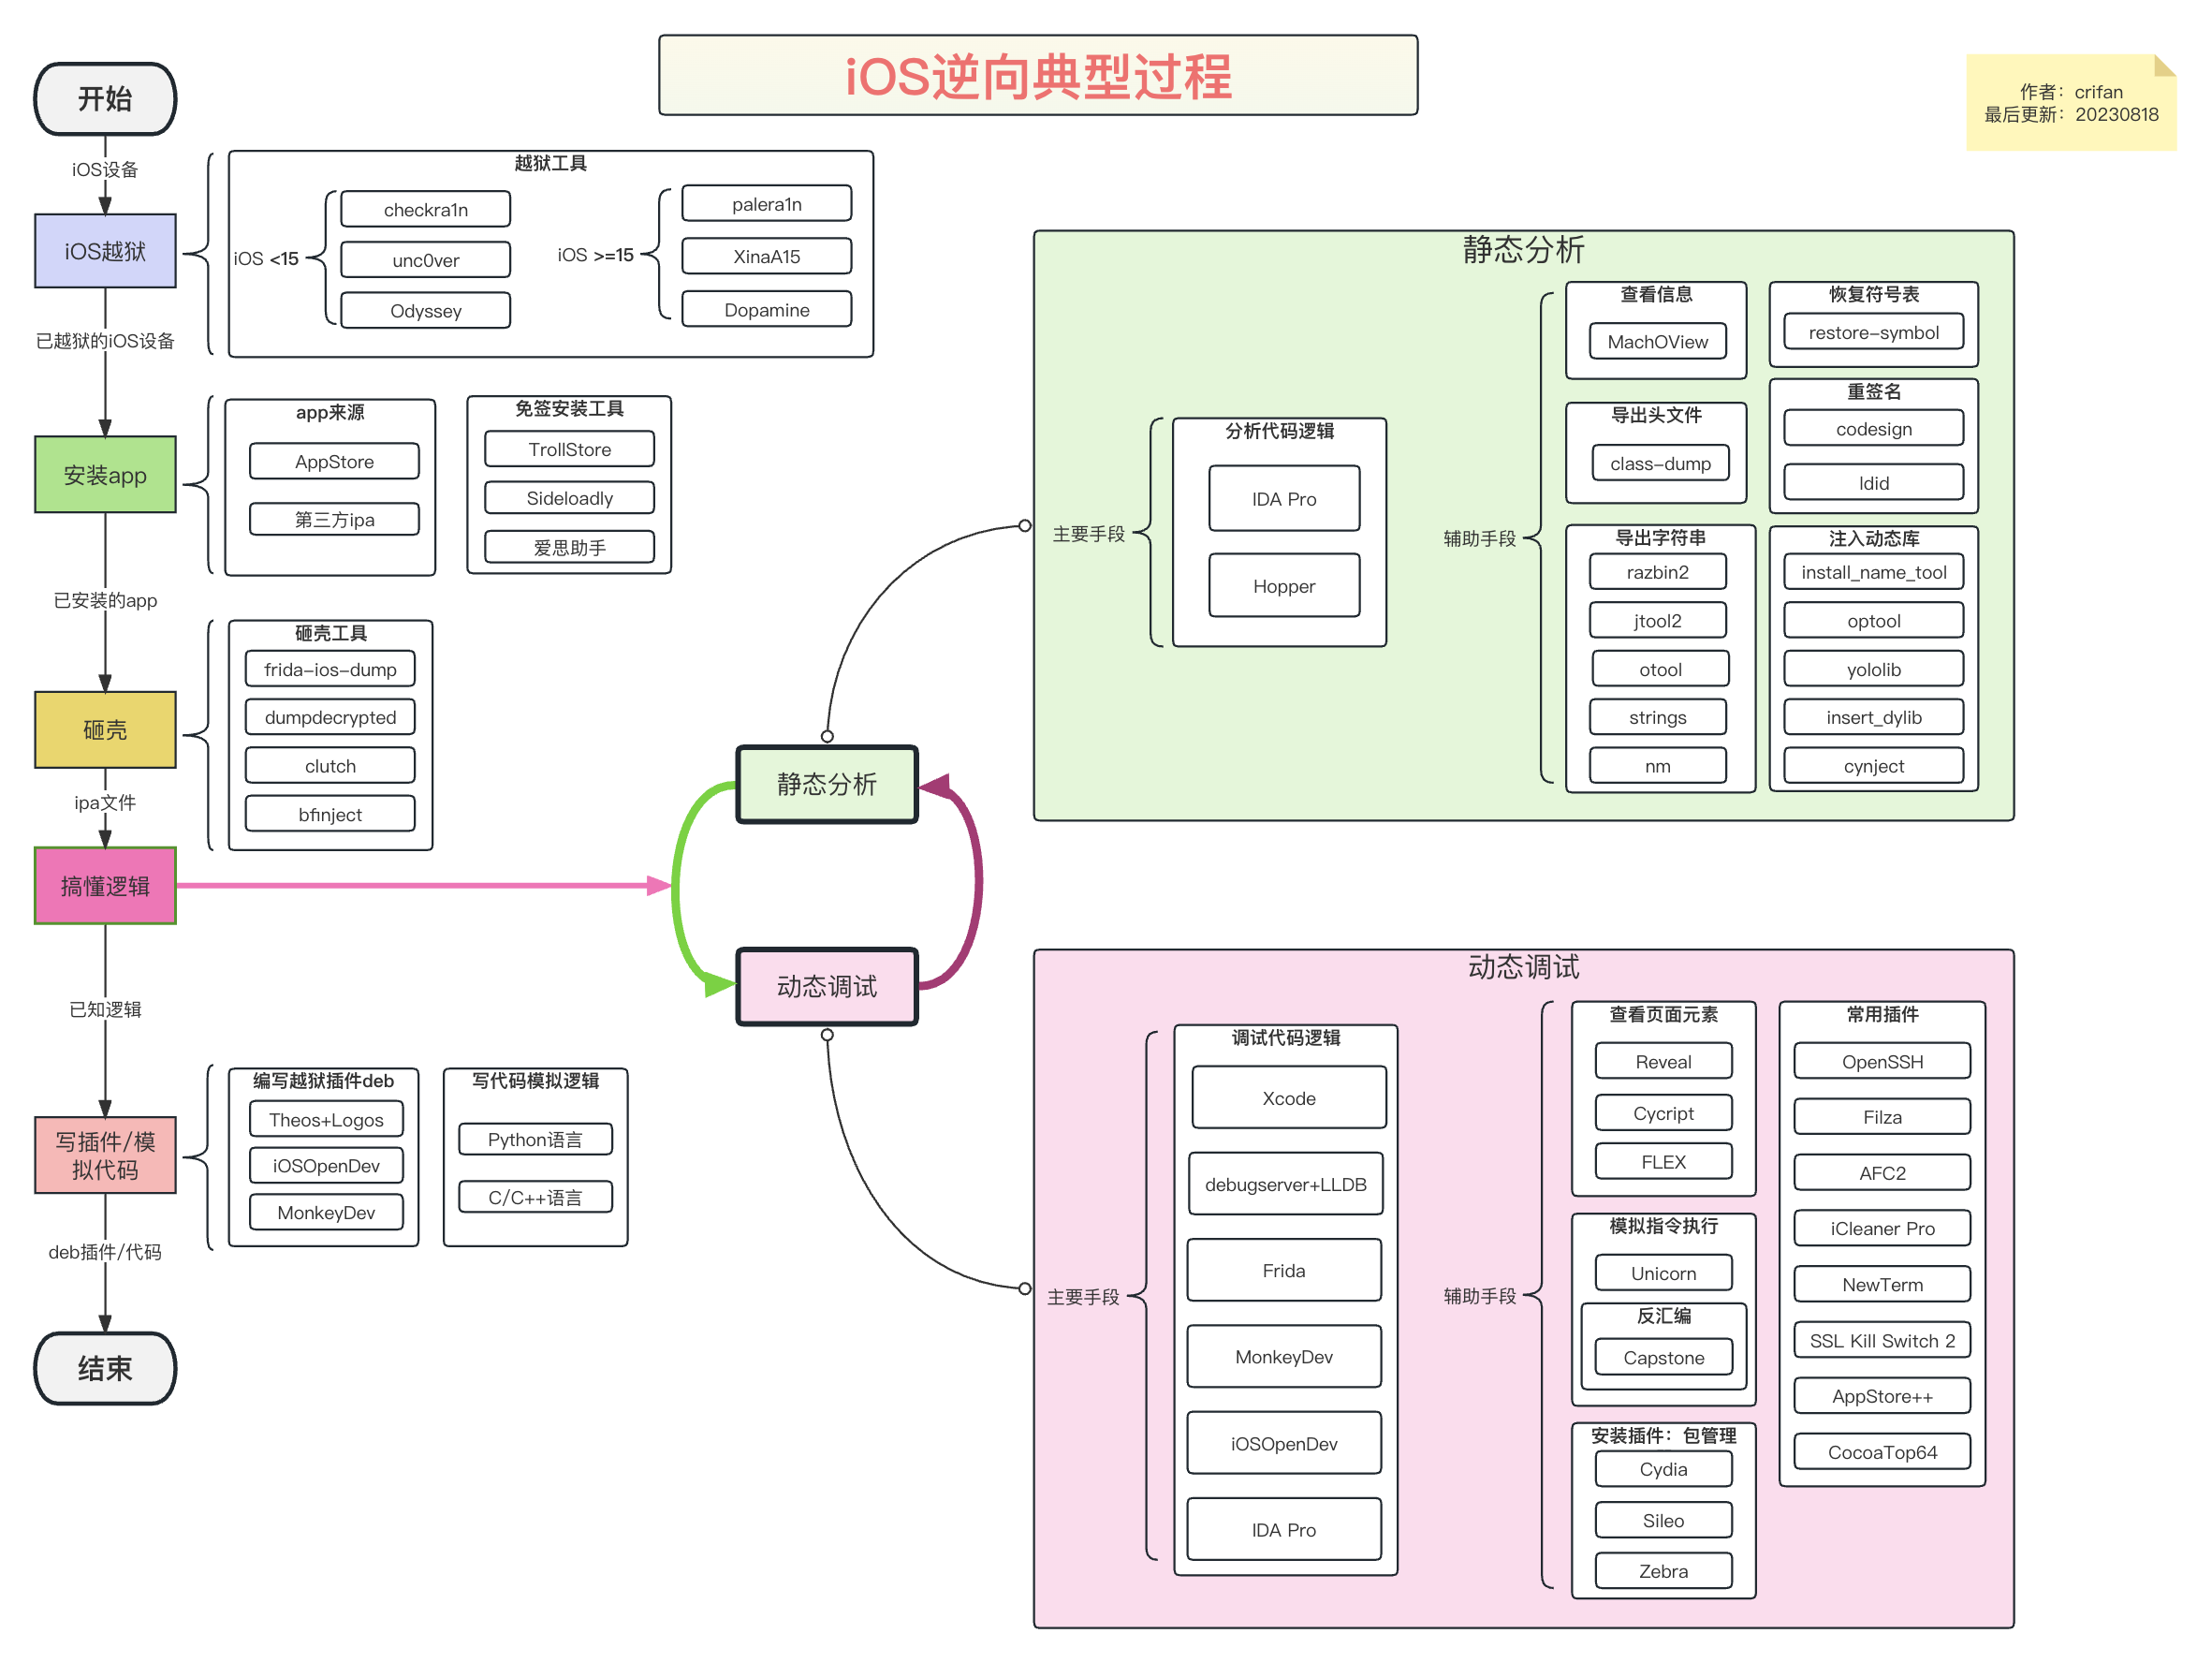 iOS逆向典型过程
作者：crifan
最后更新：20230818
开始
iOS设备
iOS越狱
已越狱的iOS设备
安装app
已安装的app
砸壳
ipa文件
搞懂逻辑
已知逻辑
写插件/模
拟代码
deb插件/代码
结束
越狱工具
iOS <15
checkra1n
unc0ver
Odyssey
iOS >=15
palera1n
XinaA15
Dopamine
app来源
AppStore
第三方ipa
免签安装工具
TrollStore
Sideloadly
爱思助手
砸壳工具
frida-ios-dump
dumpdecrypted
clutch
bfinject
编写越狱插件deb
Theos+Logos
iOSOpenDev
MonkeyDev
写代码模拟逻辑
Python语言
C/C++语言
静态分析
动态调试
静态分析
主要手段
分析代码逻辑
IDA Pro
Hopper
辅助手段
查看信息
MachOView
导出头文件
class-dump
导出字符串
razbin2
jtool2
otool
strings
nm
恢复符号表
restore-symbol
重签名
codesign
ldid
注入动态库
install_name_tool
optool
yololib
insert_dylib
cynject
动态调试
主要手段
调试代码逻辑
Xcode
debugserver+LLDB
Frida
MonkeyDev
iOSOpenDev
IDA Pro
辅助手段
查看页面元素
Reveal
Cycript
FLEX
模拟指令执行
Unicorn
反汇编
Capstone
安装插件：包管理
Cydia
Sileo
Zebra
常用插件
OpenSSH
Filza
AFC2
iCleaner Pro
NewTerm
SSL Kill Switch 2
AppStore++
CocoaTop64